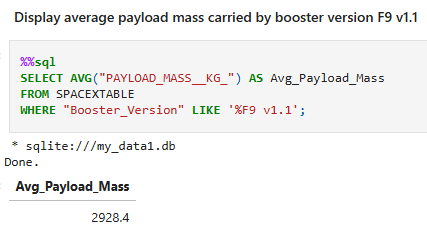 Display average payload mass carried by booster version F9 v1.1
%%sql
SELECT AVG("PAYLOAD_MASS__KG_") AS Avg_Payload_Mass
FROM SPACEXTABLE
WHERE "Booster_Version" LIKE '%F9 v1.1';
* sqlite:///my_data1.db
Done.
Avg_Payload_Mass
2928.4